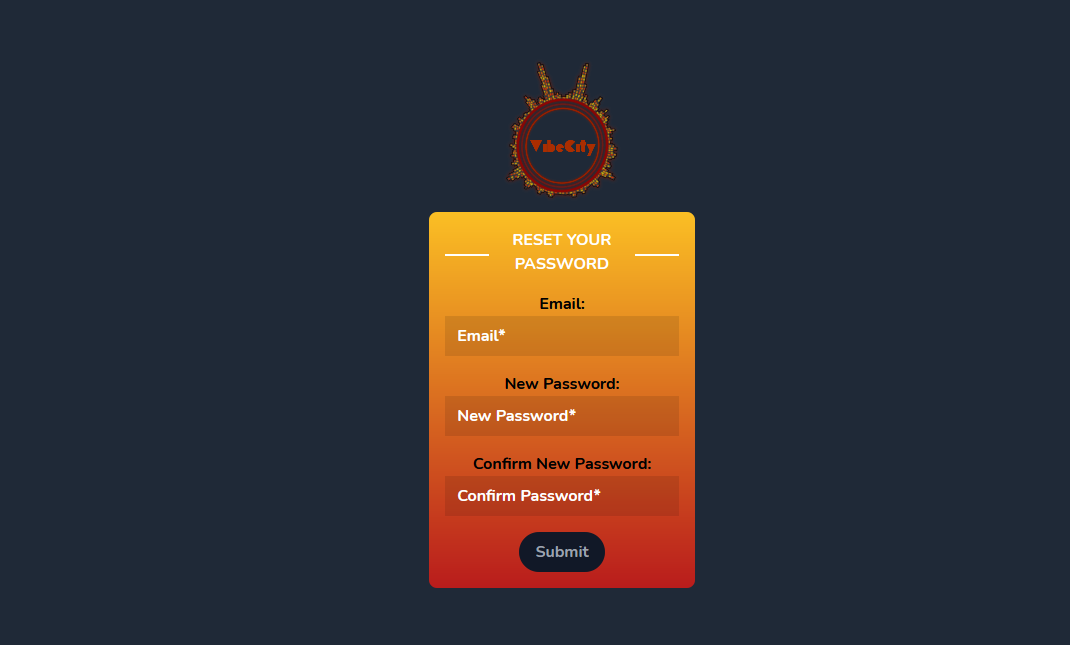 VibeCity
RESET YOUR
PASSWORD
Email:
Email*
New Password:
New Password*
Confirm New Password:
Confirm Password*
Submit